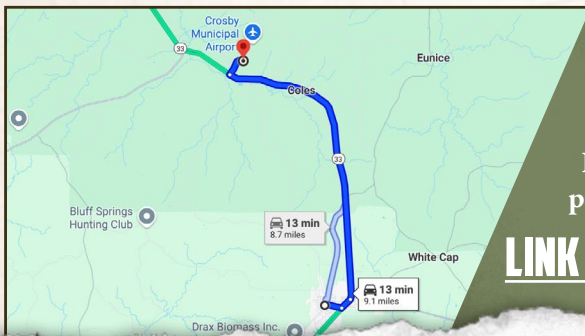 Crosby
Municipal
Airport
33
Eunice
Coles
33
Bluff Springs
Hunting Club
13 min
8.7 miles
White Cap
13 min
9.1 miles
Drax Biomass Inc.
p
LINK